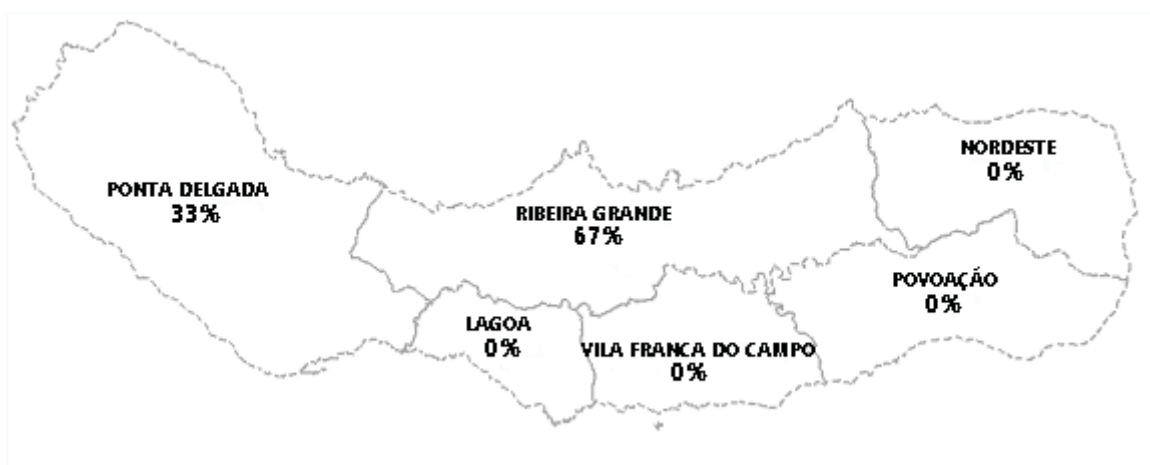 PONTA DELGADA
33%
RIBEIRA GRANDE
67%
NORDESTE
0%
LAGOA
0%
VILA FRANCA DO CAMPO
0%
POVOAÇÃO
0%